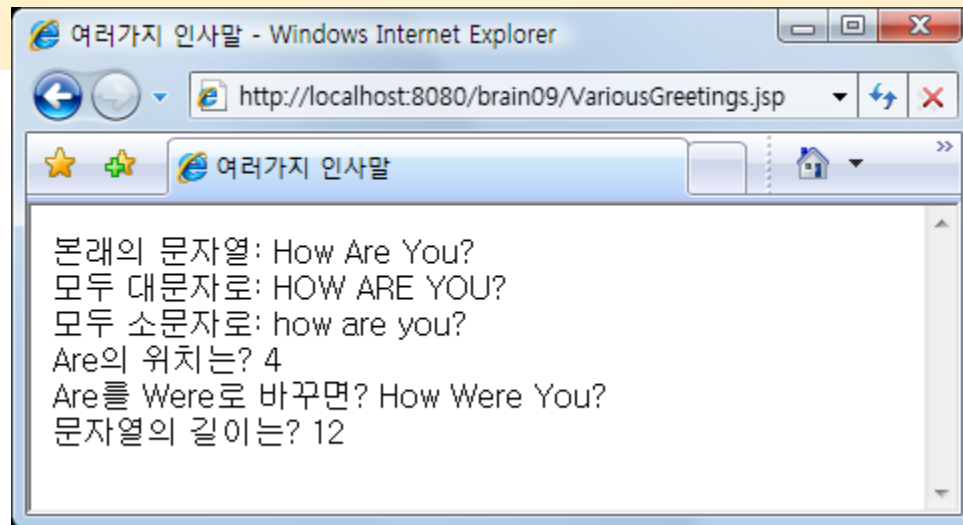 여러가지 인사말 - Windows Internet Explorer
http://localhost:8080/brain09/VariousGreetings.jsp
여러가지 인사말
본래의 문자열: How Are You?
모두 대문자로: HOW ARE YOU?
모두 소문자로: how are you?
Are의 위치는? 4
Are를 Were로 바꾸면? How Were You?
문자열의 길이는? 12